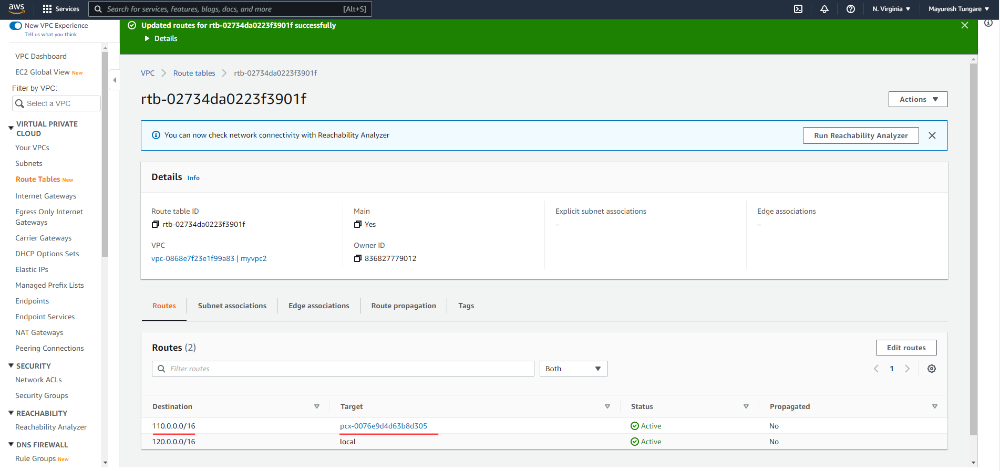 aws Services Search for services, features, blogs, docs, and more [Alt+S] N. Virginia Mayuresh Tungare
New VPC Experience
Tell us what you think
VPC Dashboard
EC2 Global View New
Filter by VPC:
Select a VPC
VIRTUAL PRIVATE
CLOUD
Your VPCs
Subnets
Route Tables New
Internet Gateways
Egress Only Internet
Gateways
Carrier Gateways
DHCP Options Sets
Elastic IPs
Managed Prefix Lists
Endpoints
Endpoint Services
NAT Gateways
Peering Connections
SECURITY
Network ACLs
Security Groups
REACHABILITY
Reachability Analyzer
DNS FIREWALL
Rule Groups New
Updated routes for rtb-02734da0223f3901f successfully
Details
VPC Route tables rtb-02734da0223f3901f
rtb-02734da0223f3901f
Actions
You can now check network connectivity with Reachability Analyzer
Run Reachability Analyzer
Details Info
Route table ID
rtb-02734da0223f3901f
VPC
vpc-0868e7f23e1f99a83 | myvpc2
Main
Yes
Owner ID
836827779012
Explicit subnet associations
–
Edge associations
–
Routes Subnet associations Edge associations Route propagation Tags
Routes (2)
Edit routes
Filter routes
Both
1
Destination Target Status Propagated
110.0.0.0/16 pcx-0076e9d4d63b8d305 Active No
120.0.0.0/16 local Active No